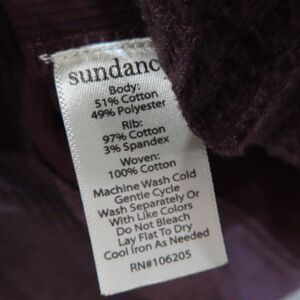 sundanc
Body:
51% Cotton
49% Polyester
Rib:
97% Cotton
3% Spandex
Woven:
100% Cotton
Machine Wash Cold
Gentle Cycle
Wash Separately Or
With Like Colors
Do Not Bleach
Lay Flat To Dry
Cool Iron As Needed
RN#106205